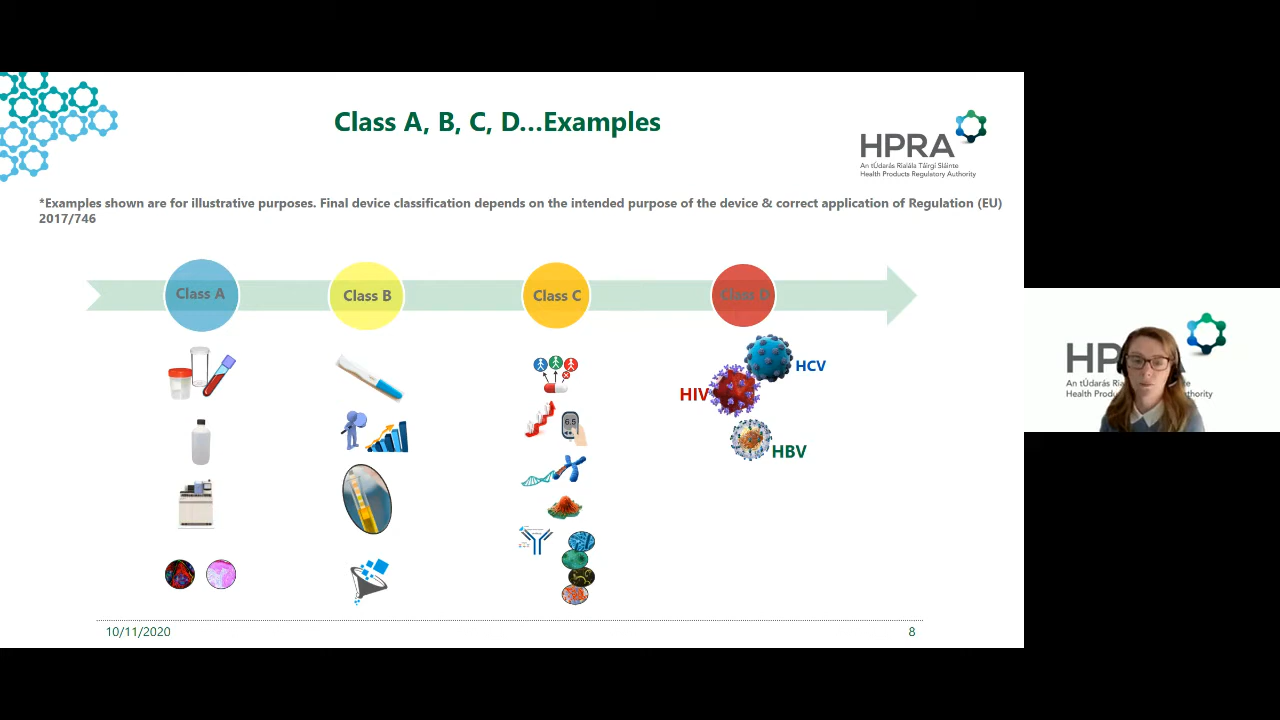 Class A, B, C, D...Examples
HPRA
An tÚdarás Rialála Táirgí Sláinte
Health Products Regulatory Authority
*Examples shown are for illustrative purposes. Final device classification depends on the intended purpose of the device & correct application of Regulation (EU)
2017/746
Class A
Class B
Class C
Class D
HCV
HIV
6.5
HBV
10/11/2020
8